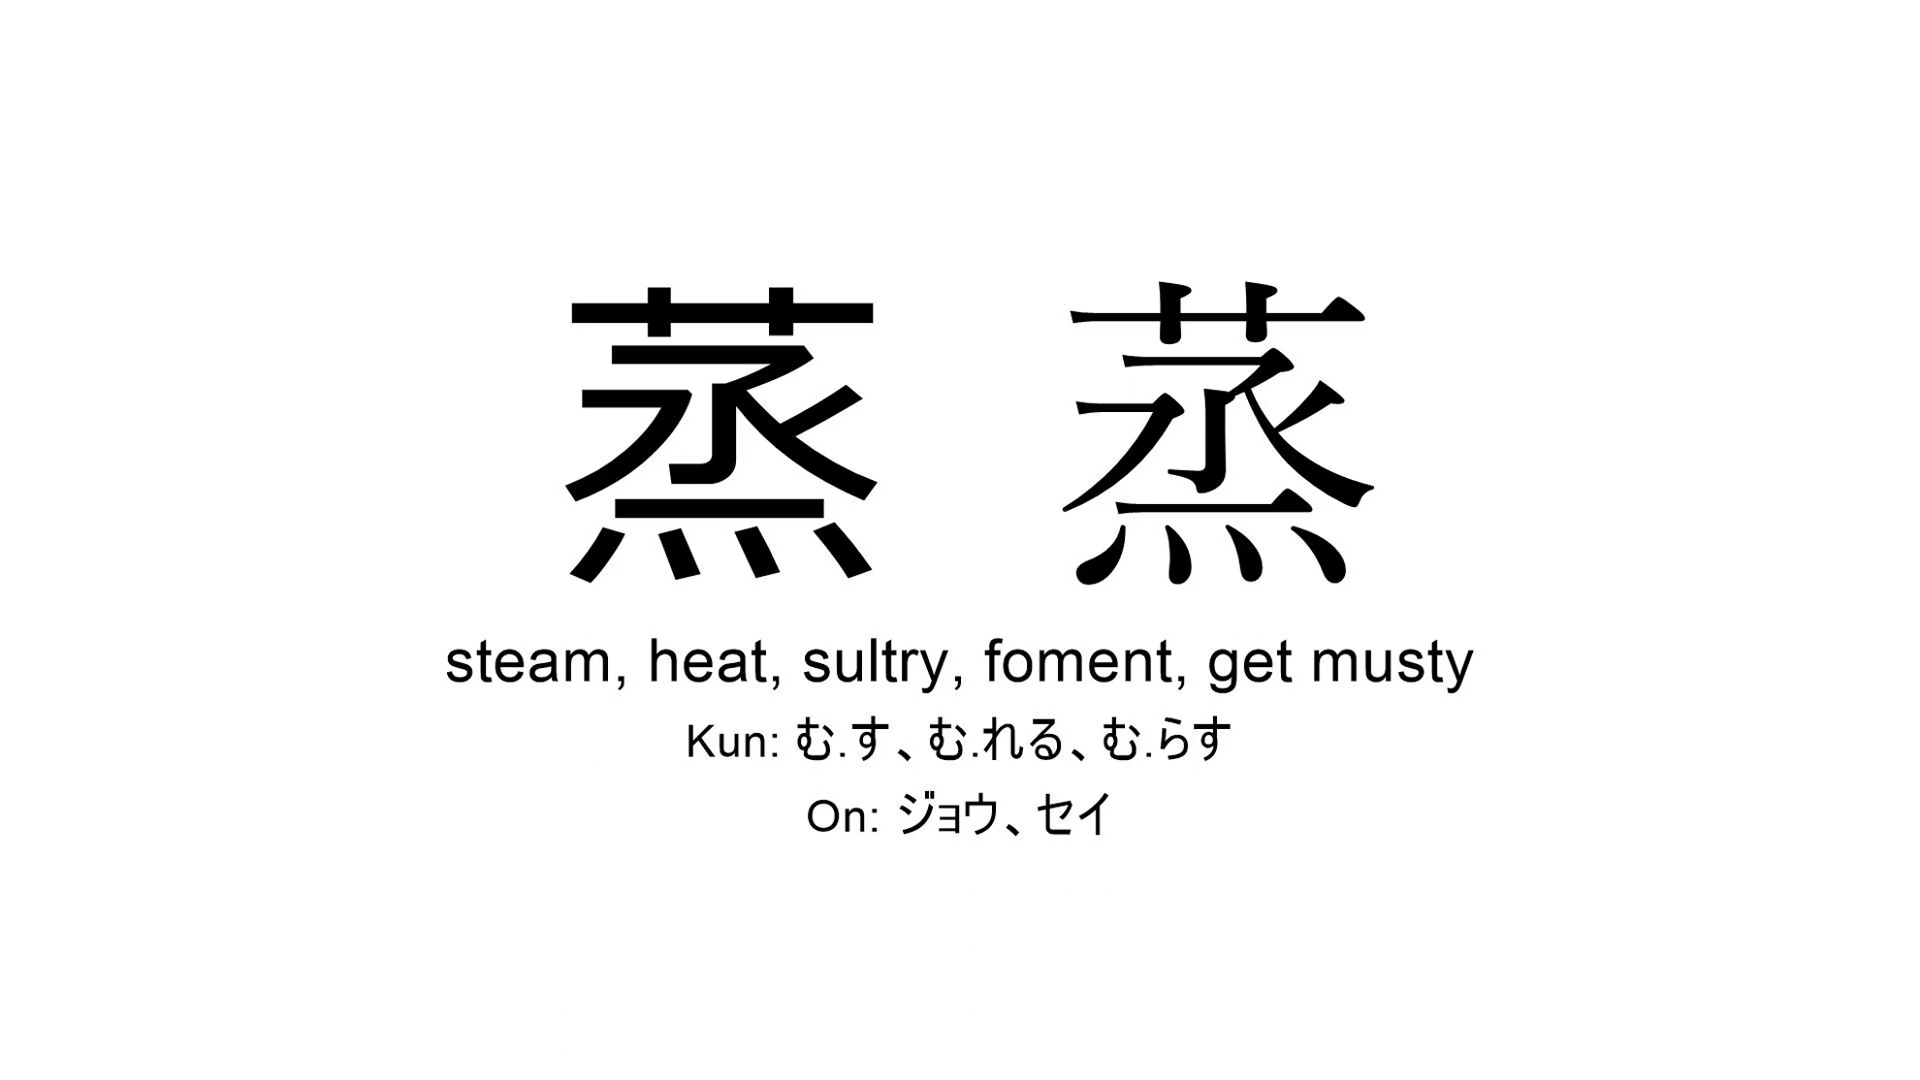 蒸 蒸
steam, heat, sultry, foment, get musty
Kun: む.す、む.れる、む.らす
On: ジョウ、セイ